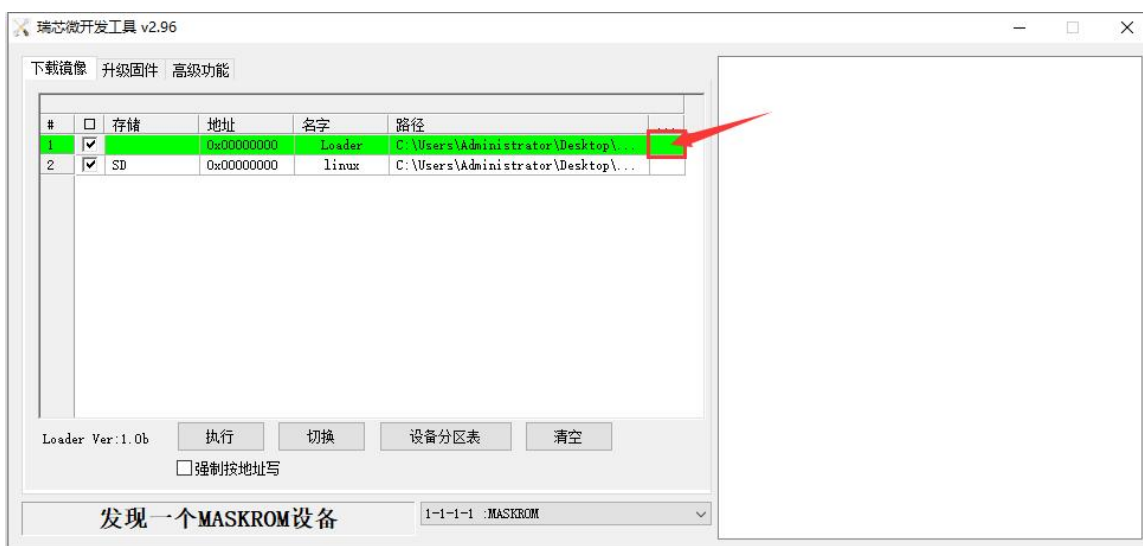 瑞芯微开发工具 v2.96
下载镜像 升级固件 高级功能
# 存储 地址 名字 路径 ...
1 0x00000000 Loader C:\Users\Administrator\Desktop\...
2 SD 0x00000000 linux C:\Users\Administrator\Desktop\...
Loader Ver:1.0b 执行 切换 设备分区表 清空
强制按地址写
发现一个MASKROM设备 1-1-1-1 :MASKROM